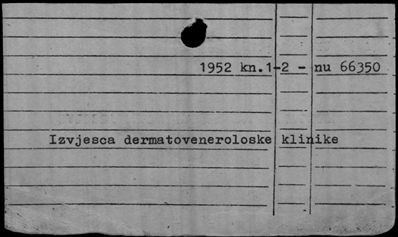 1952 kn.1-2 - nu 66350
Izvjesca dermatoveneroloske klinike